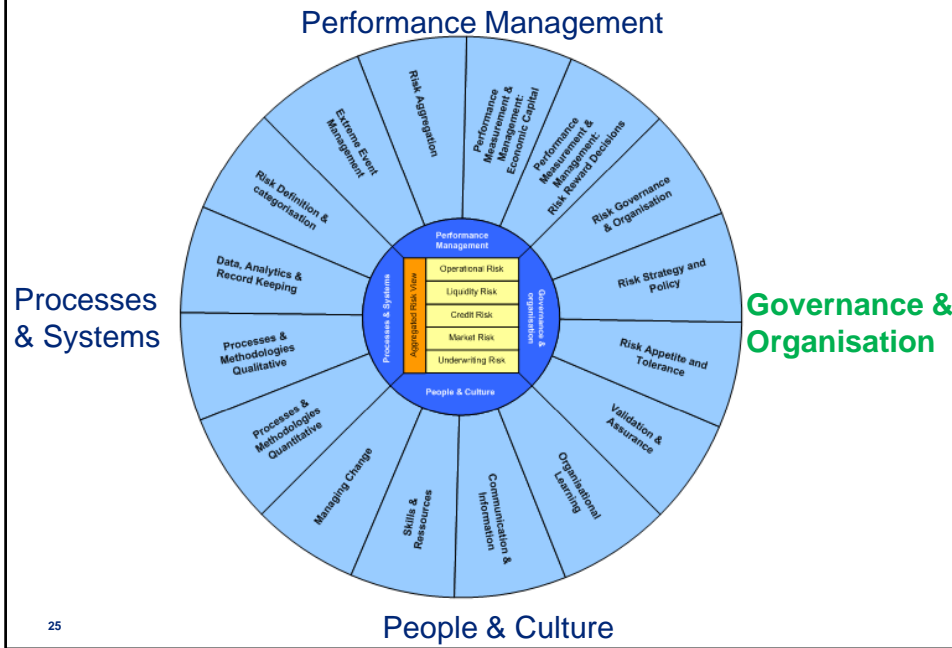 Performance Management
Risk Aggregation
Performance
Measurement &
Management:
Economic Capital
Performance
Measurement &
Management:
Risk Reward Decisions
Risk Governance
& Organisation
Risk Strategy and
Policy
Risk Appetite and
Tolerance
Validation &
Assurance
Organisational
Learning
Communication &
Information
Skills &
Ressources
Managing Change
Processes &
Methodologies
Quantitative
Processes &
Methodologies
Qualitative
Data, Analytics &
Record Keeping
Risk Definition &
categorisation
Extreme Event
Management
Performance
Management
Processes & Systems
Aggregated Risk View
Operational Risk
Liquidity Risk
Credit Risk
Market Risk
Underwriting Risk
Governance &
organisation
People & Culture
Processes
& Systems
Governance &
Organisation
25
People & Culture